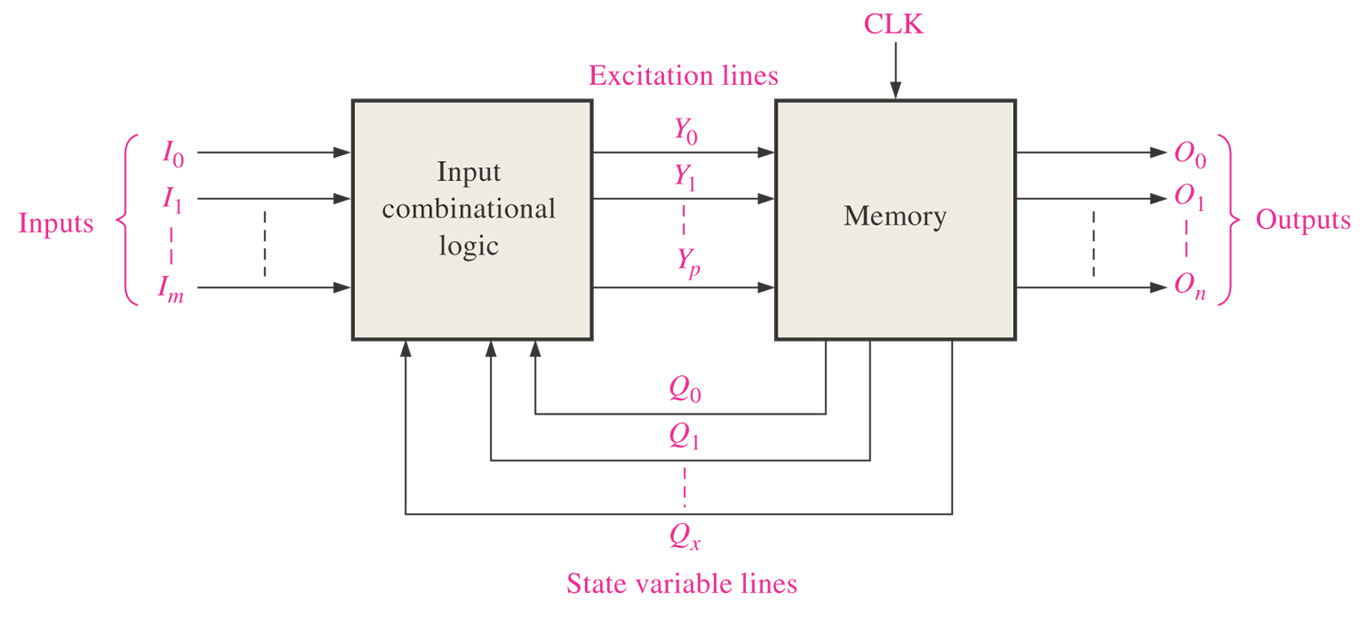 CLK
Excitation lines
Inputs
I0
I1
Im
Input
combinational
logic
Y0
Y1
Yp
Memory
O0
O1
On
Outputs
Q0
Q1
Qx
State variable lines